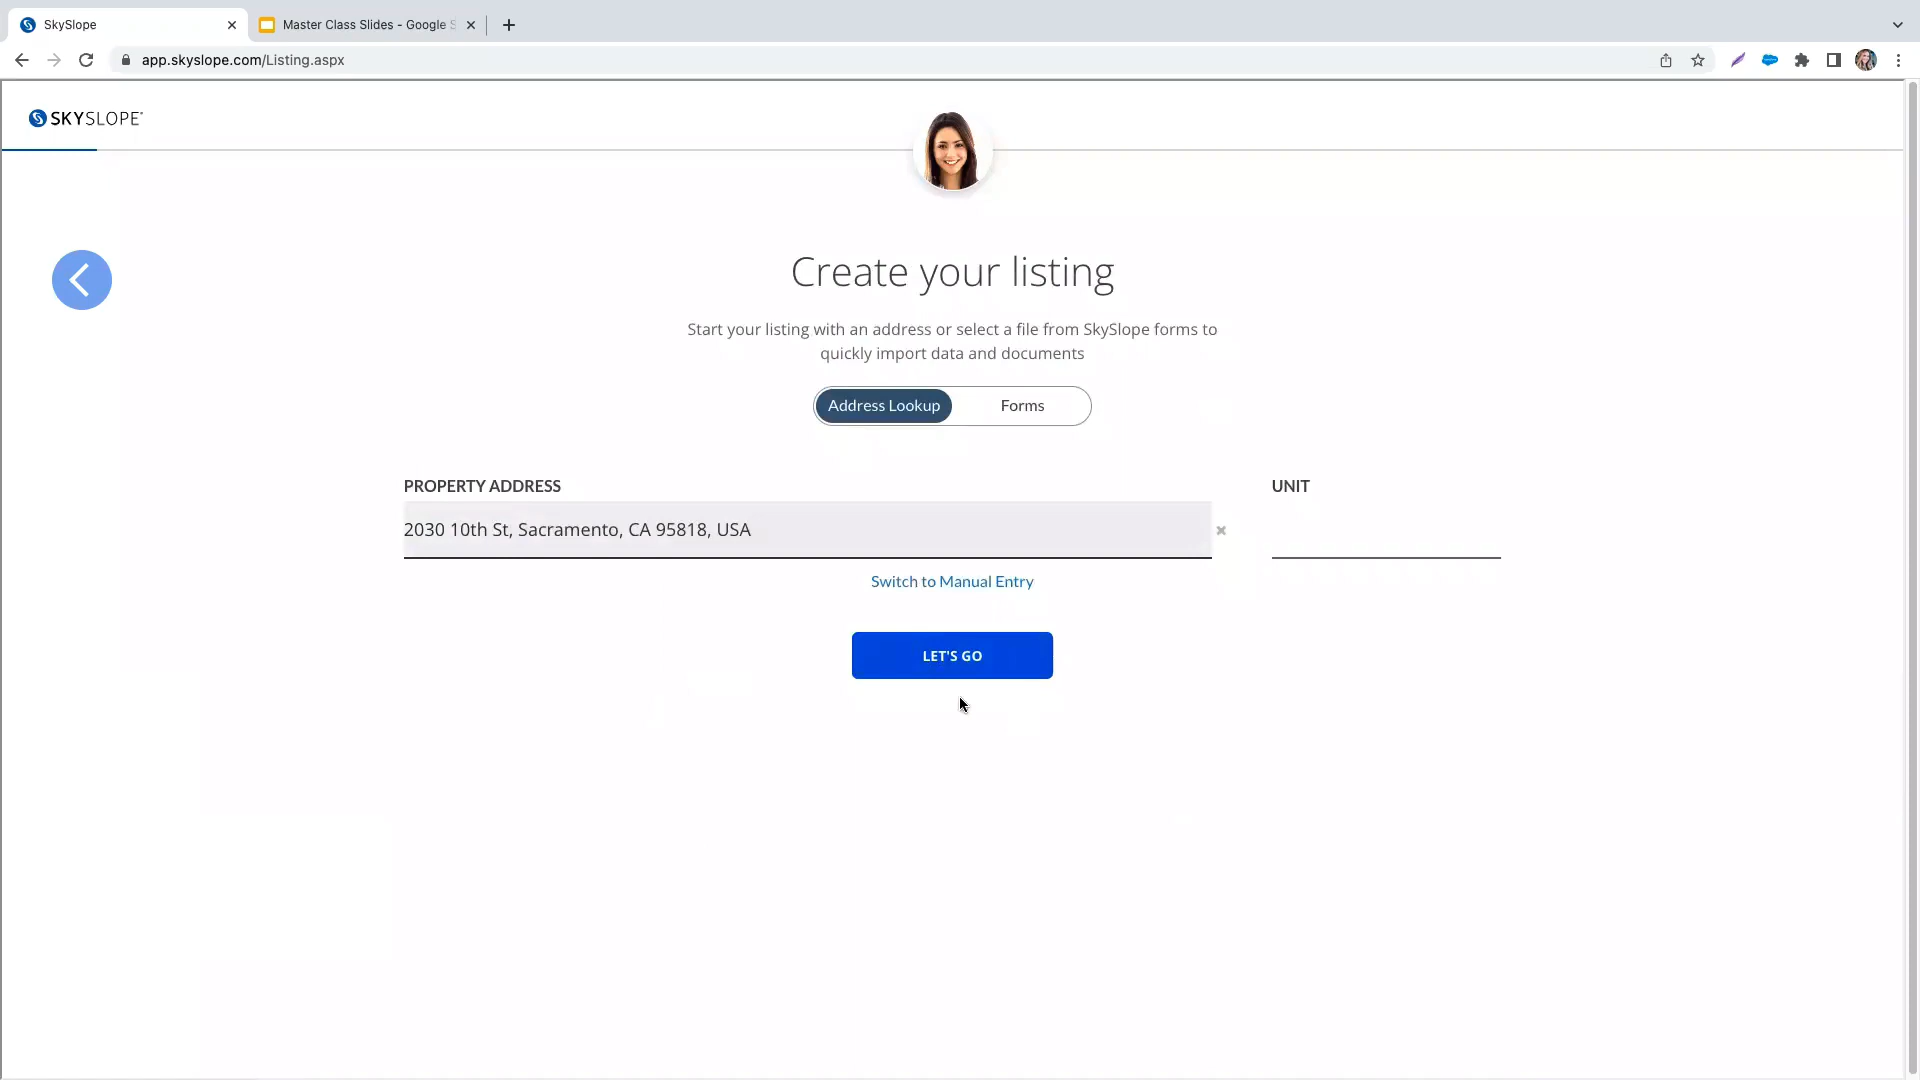 SkySlope
Master Class Slides - Google S
app.skyslope.com/Listing.aspx
SKYSLOPE
Create your listing
Start your listing with an address or select a file from SkySlope forms to
quickly import data and documents
Address Lookup
Forms
PROPERTY ADDRESS
UNIT
2030 10th St, Sacramento, CA 95818, USA
Switch to Manual Entry
LET'S GO